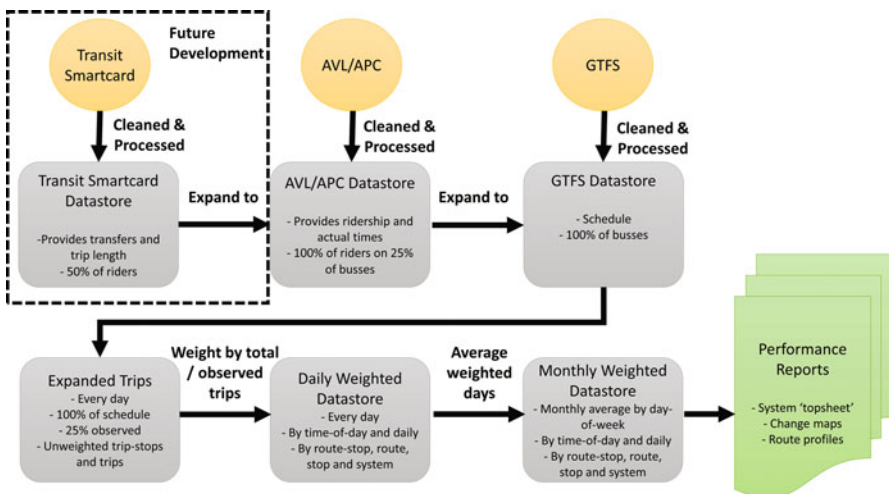 Transit
Smartcard
Future
Development
AVL/APC
GTFS
Cleaned &
Processed
Cleaned &
Processed
Cleaned &
Processed
Transit Smartcard
Datastore
-Provides transfers and
trip length
- 50% of riders
Expand to
AVL/APC Datastore
- Provides ridership and
actual times
- 100% of riders on 25%
of busses
Expand to
GTFS Datastore
- Schedule
- 100% of busses
Expanded Trips
- Every day
- 100% of schedule
- 25% observed
- Unweighted trip-stops
and trips
Weight by total
/ observed
trips
Daily Weighted
Datastore
- Every day
- By time-of-day and daily
- By route-stop, route,
stop and system
Average
weighted
days
Monthly Weighted
Datastore
- Monthly average by day-
of-week
- By time-of-day and daily
- By route-stop, route,
stop and system
Performance
Reports
- System ‘topsheet’
- Change maps
- Route profiles